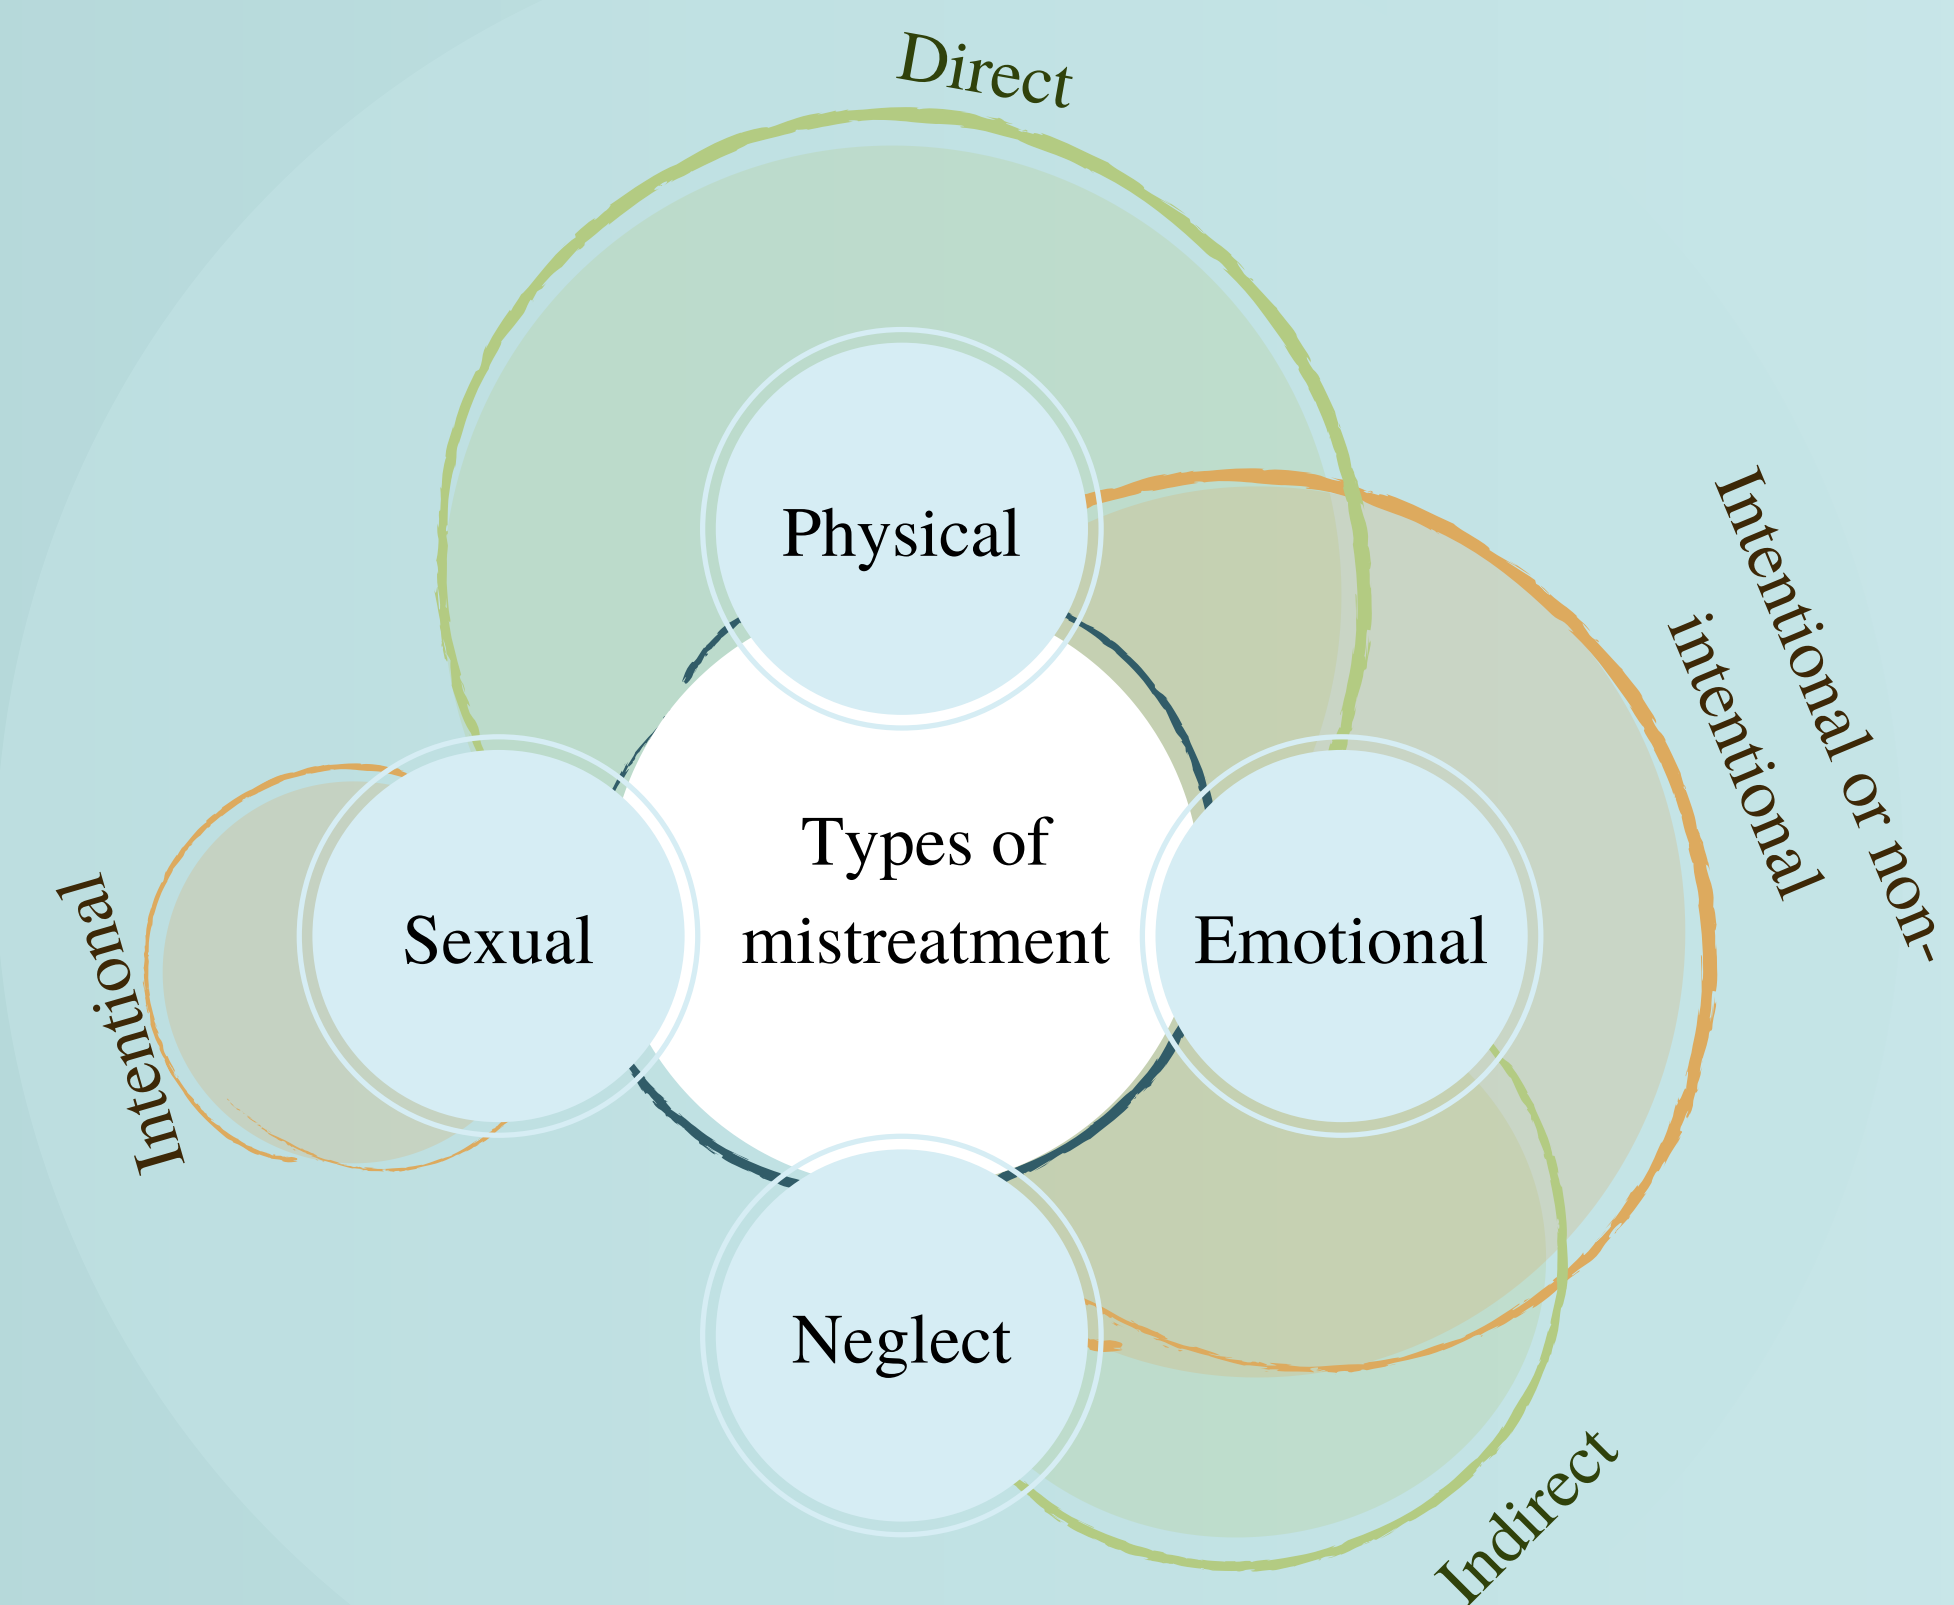 Direct
Physical
Intentional or non-
intentional
Types of
mistreatment
Sexual
Emotional
Intentional
Neglect
Indirect